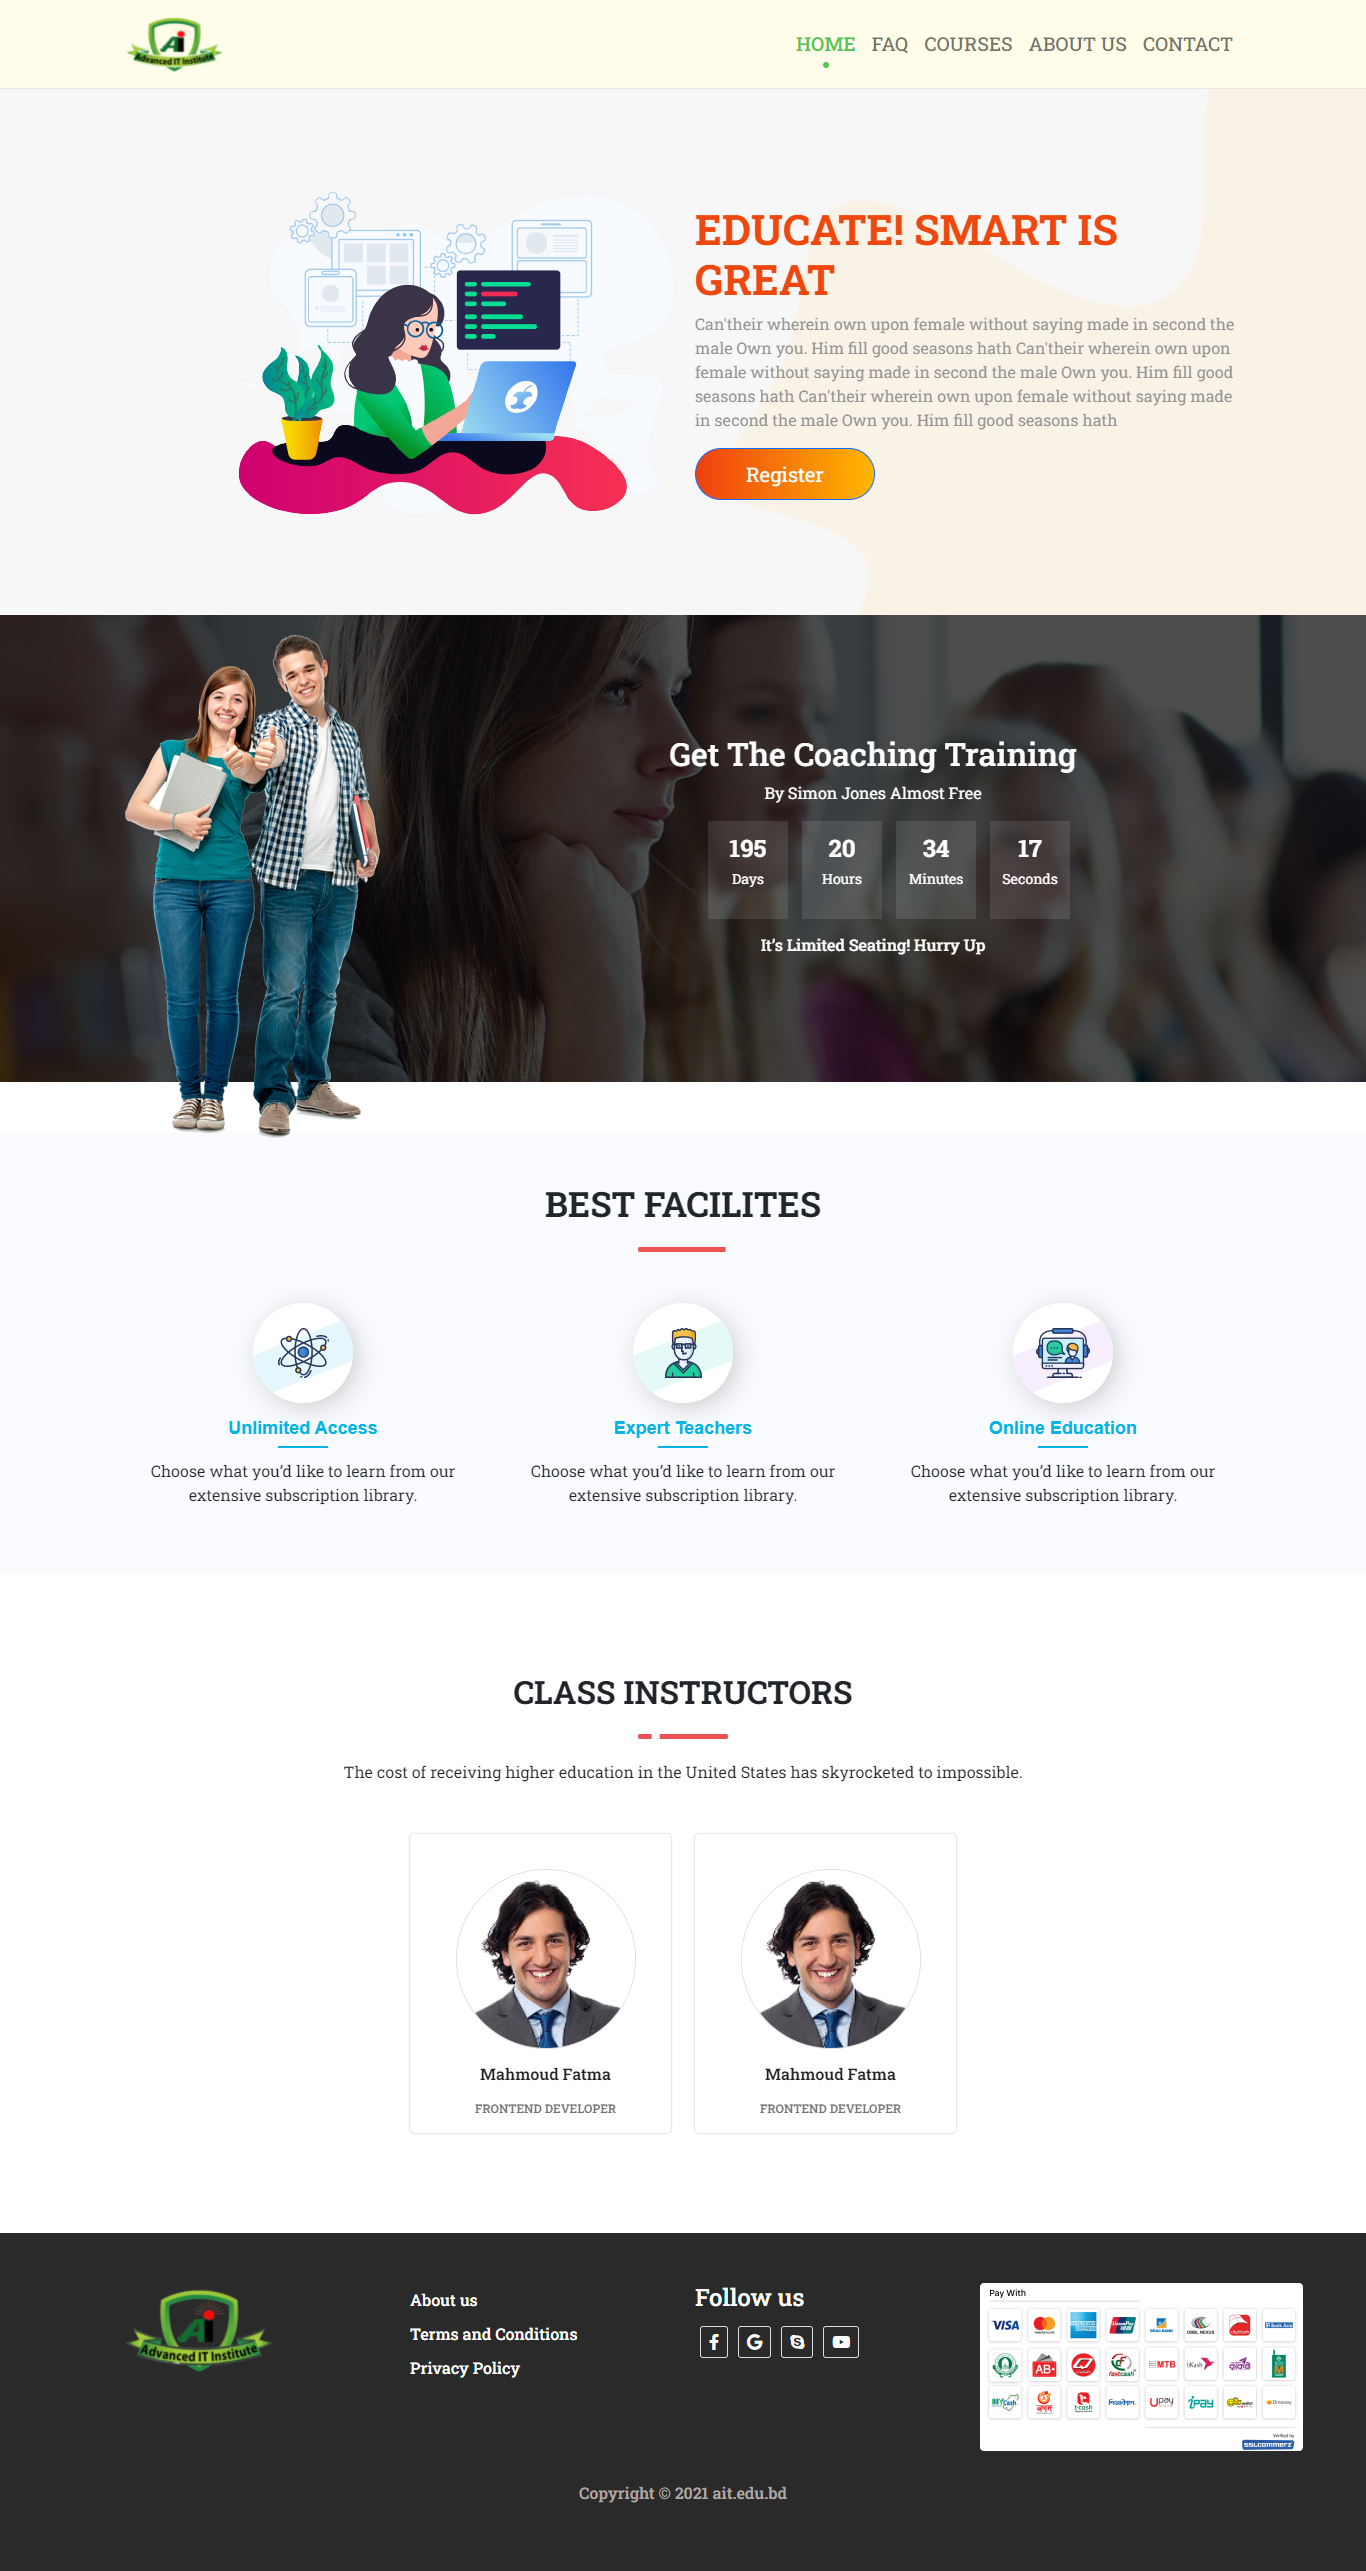 Ai
Advanced IT Institute
HOME FAQ COURSES ABOUT US CONTACT
EDUCATE! SMART IS
GREAT
Can'their wherein own upon female without saying made in second the
male Own you. Him fill good seasons hath Can'their wherein own upon
female without saying made in second the male Own you. Him fill good
seasons hath Can'their wherein own upon female without saying made
in second the male Own you. Him fill good seasons hath
Register
Get The Coaching Training
By Simon Jones Almost Free
195 20 34 17
Days Hours Minutes Seconds
It's Limited Seating! Hurry Up
BEST FACILITES
Unlimited Access
Choose what you'd like to learn from our
extensive subscription library.
Expert Teachers
Choose what you'd like to learn from our
extensive subscription library.
Online Education
Choose what you'd like to learn from our
extensive subscription library.
CLASS INSTRUCTORS
The cost of receiving higher education in the United States has skyrocketed to impossible.
Mahmoud Fatma
FRONTEND DEVELOPER
Mahmoud Fatma
FRONTEND DEVELOPER
Ai
Advanced IT Institute
About us
Terms and Conditions
Privacy Policy
Follow us
Pay With
VISA
MTB bKash
fastcash
Upay iPay
Verified by
SSLCOMMERZ
Copyright © 2021 ait.edu.bd